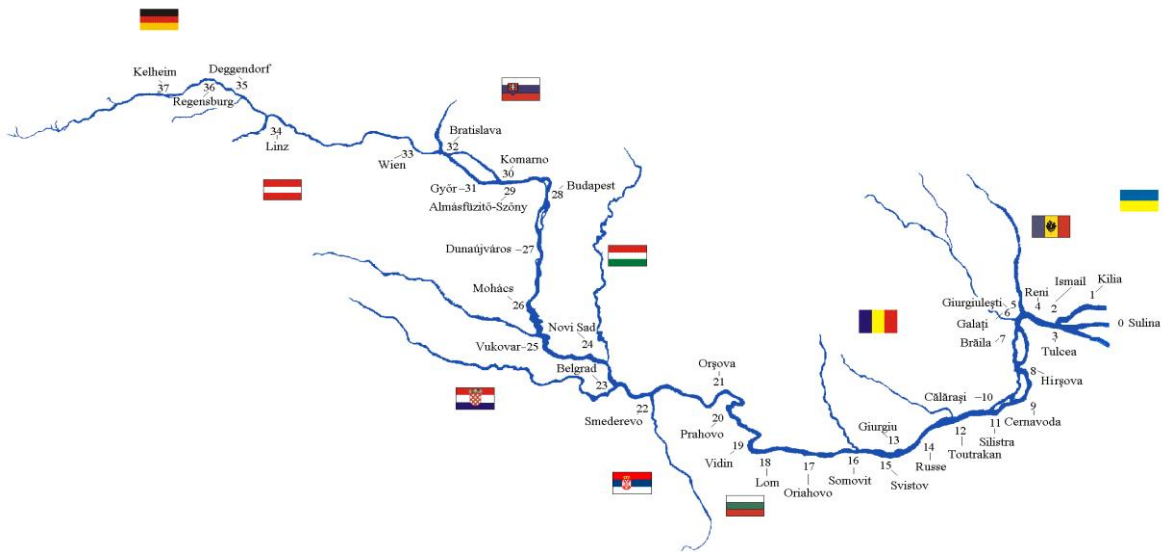 Kelheim
37
Deggendorf
36
35
Regensburg
34
Linz
Wien
33
Bratislava
32
Komarno
30
Győr –31
29
Almásfüzitő-Szőny
28
Budapest
Dunaújváros –27
Mohács
26
Novi Sad
24
Vukovar–25
Belgrad
23
22
Smederevo
Orşova
21
20
Prahovo
19
Vidin
18
Lom
17
Oriahovo
16
Somovit
15
Svistov
Giurgiu
13
14
Russe
12
Toutrakan
11
Silistra
Călăraşi –10
9
Cernavoda
8
Hirşova
Brăila
7
Galaţi
6
Giurgiuleşti
5
Reni
4
Ismail
2
Kilia
1
0 Sulina
3
Tulcea